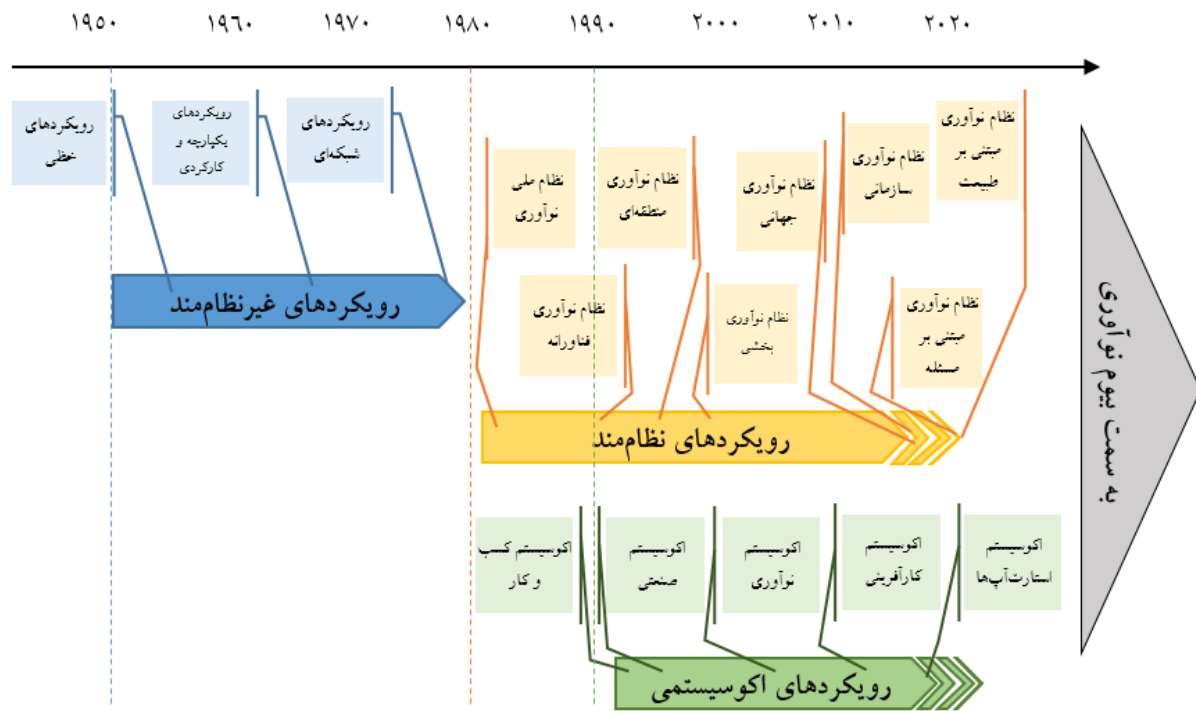 ۱۹۵۰ ۱۹۶۰ ۱۹۷۰ ۱۹۸۰ ۱۹۹۰ ۲۰۰۰ ۲۰۱۰ ۲۰۲۰
رویکردهای
خطی
رویکردهای
یکپارچه و
کارکردی
رویکردهای
شبکه‌ای
رویکردهای غیرنظام‌مند
نظام ملی
نوآوری
نظام نوآوری
منطقه‌ای
نظام نوآوری
جهانی
نظام نوآوری
سازمانی
نظام نوآوری
مبتنی بر
طبیعت
نظام نوآوری
فناورانه
نظام نوآوری
بخشی
نظام نوآوری
مبتنی بر
مسئله
رویکردهای نظام‌مند
اکوسیستم کسب
و کار
اکوسیستم
صنعتی
اکوسیستم
نوآوری
اکوسیستم
کارآفرینی
اکوسیستم
استارت‌آپ‌ها
رویکردهای اکوسیستمی
به سمت بیوم نوآوری